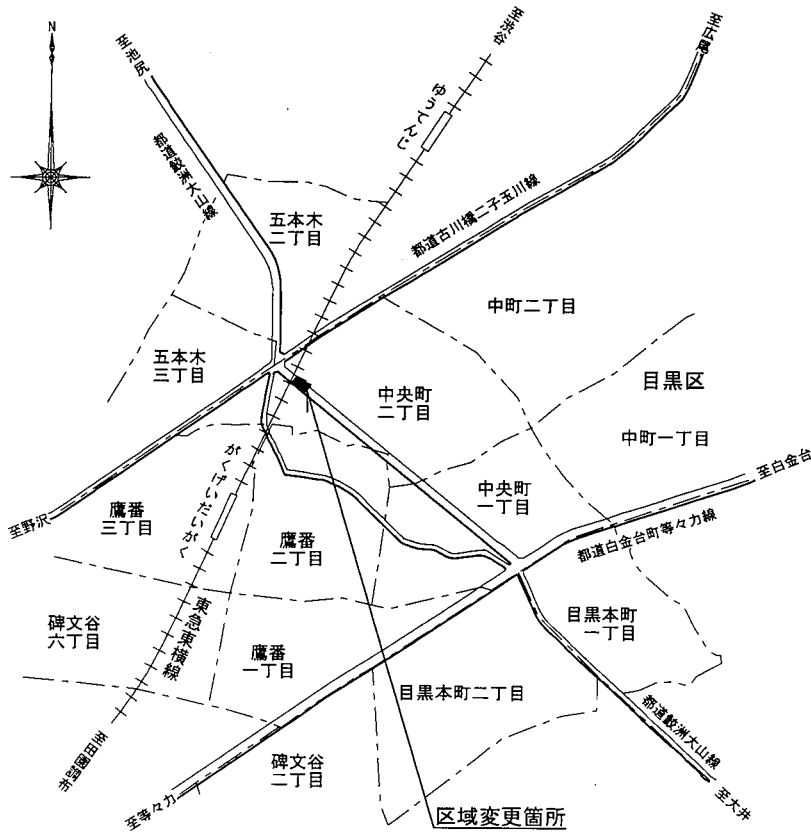 N
至渋谷
至広尾
至池尻
ゆうてんじ
都道鮫洲大山線
五本木
二丁目
都道古川橋二子玉川線
中町二丁目
五本木
三丁目
中央町
二丁目
目黒区
中町一丁目
がくげいだいがく
中央町
一丁目
至白金台
至野沢
鷹番
三丁目
鷹番
二丁目
都道白金台町等々力線
碑文谷
六丁目
東急東横線
鷹番
一丁目
目黒本町
一丁目
目黒本町二丁目
都道鮫洲大山線
至田園調布
碑文谷
二丁目
至等々力
至大井
区域変更箇所